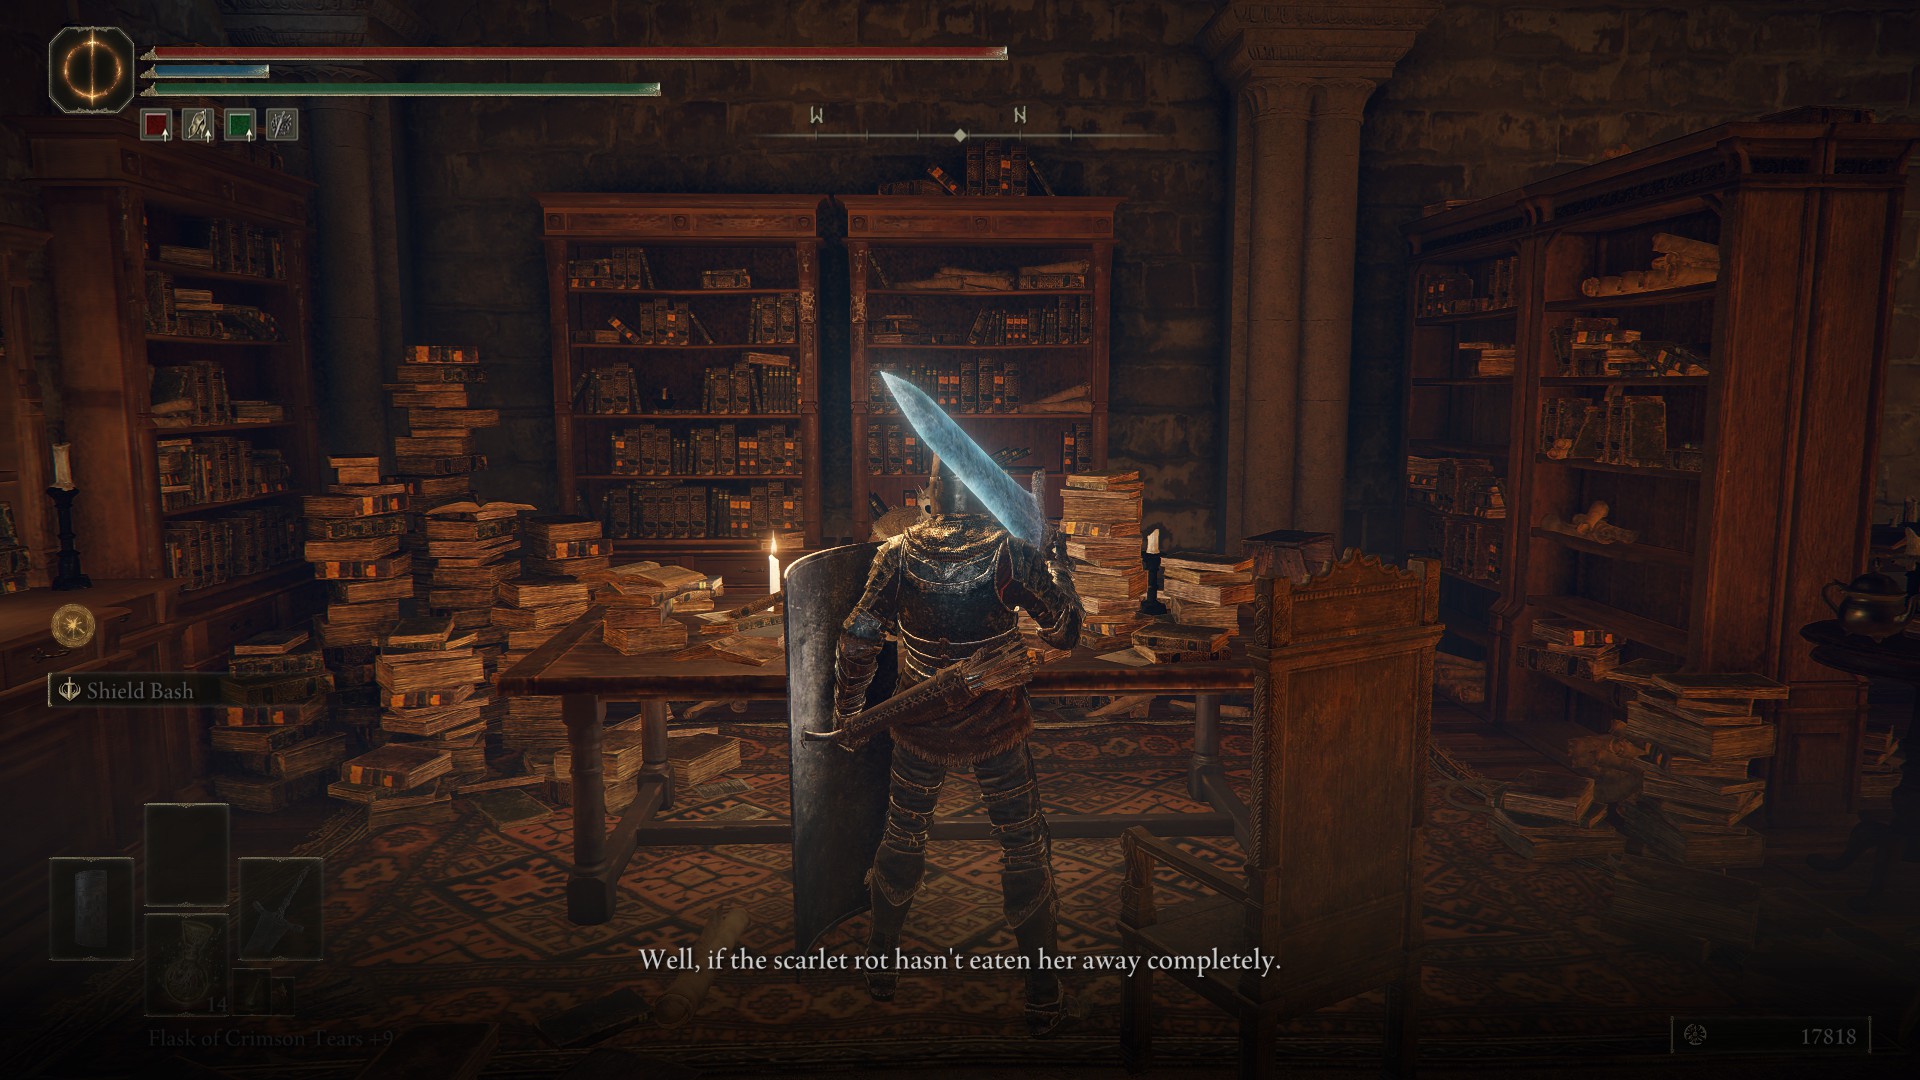 W N
Shield Bash
Well, if the scarlet rot hasn't eaten her away completely.
14
Flask of Crimson Tears +9
17818